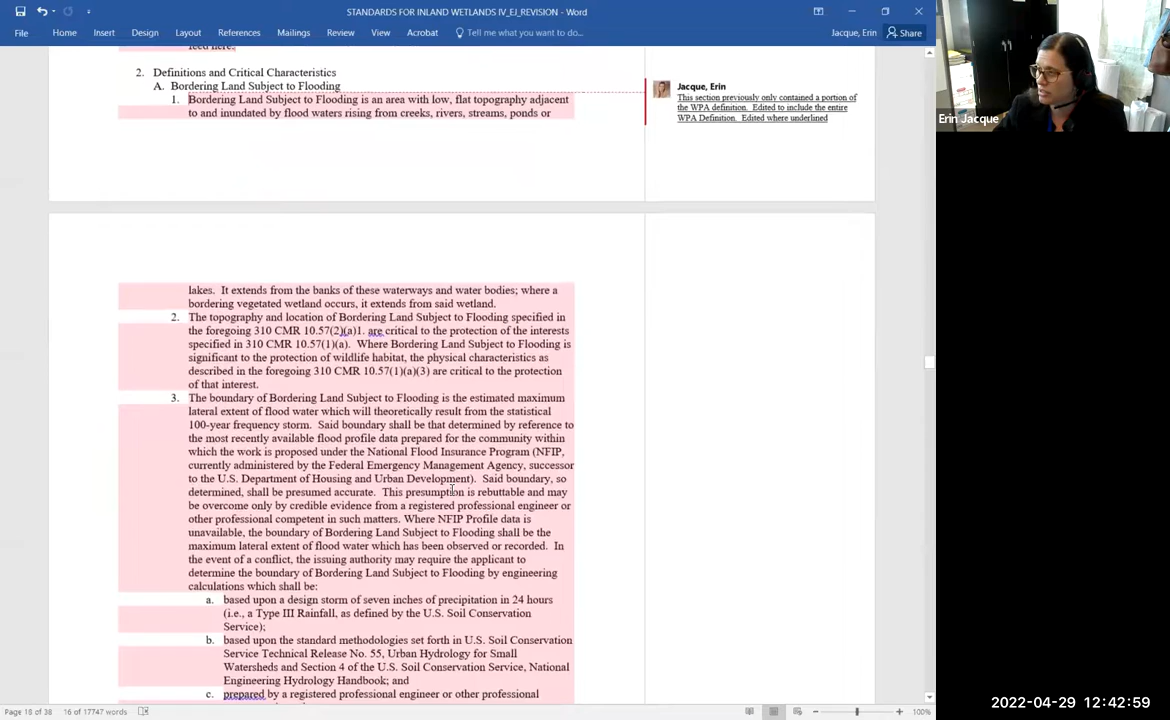 STANDARDS FOR INLAND WETLANDS IV_EJ_REVISION - Word
File Home Insert Design Layout References Mailings Review View Acrobat Tell me what you want to do... Jacque, Erin Share
feed here.
2. Definitions and Critical Characteristics
A. Bordering Land Subject to Flooding
1. Bordering Land Subject to Flooding is an area with low, flat topography adjacent
to and inundated by flood waters rising from creeks, rivers, streams, ponds or
Jacque, Erin
This section previously only contained a portion of
the WPA definition. Edited to include the entire
WPA Definition. Edited where underlined
Erin Jacque
lakes. It extends from the banks of these waterways and water bodies; where a
bordering vegetated wetland occurs, it extends from said wetland.
2. The topography and location of Bordering Land Subject to Flooding specified in
the foregoing 310 CMR 10.57(2)(a)1. are critical to the protection of the interests
specified in 310 CMR 10.57(1)(a). Where Bordering Land Subject to Flooding is
significant to the protection of wildlife habitat, the physical characteristics as
described in the foregoing 310 CMR 10.57(1)(a)(3) are critical to the protection
of that interest.
3. The boundary of Bordering Land Subject to Flooding is the estimated maximum
lateral extent of flood water which will theoretically result from the statistical
100-year frequency storm. Said boundary shall be that determined by reference to
the most recently available flood profile data prepared for the community within
which the work is proposed under the National Flood Insurance Program (NFIP,
currently administered by the Federal Emergency Management Agency, successor
to the U.S. Department of Housing and Urban Development). Said boundary, so
determined, shall be presumed accurate. This presumption is rebuttable and may
be overcome only by credible evidence from a registered professional engineer or
other professional competent in such matters. Where NFIP Profile data is
unavailable, the boundary of Bordering Land Subject to Flooding shall be the
maximum lateral extent of flood water which has been observed or recorded. In
the event of a conflict, the issuing authority may require the applicant to
determine the boundary of Bordering Land Subject to Flooding by engineering
calculations which shall be:
a. based upon a design storm of seven inches of precipitation in 24 hours
(i.e., a Type III Rainfall, as defined by the U.S. Soil Conservation
Service);
b. based upon the standard methodologies set forth in U.S. Soil Conservation
Service Technical Release No. 55, Urban Hydrology for Small
Watersheds and Section 4 of the U.S. Soil Conservation Service, National
Engineering Hydrology Handbook; and
c. prepared by a registered professional engineer or other professional
Page 18 of 38 16 of 17747 words 100%
2022-04-29 12:42:59